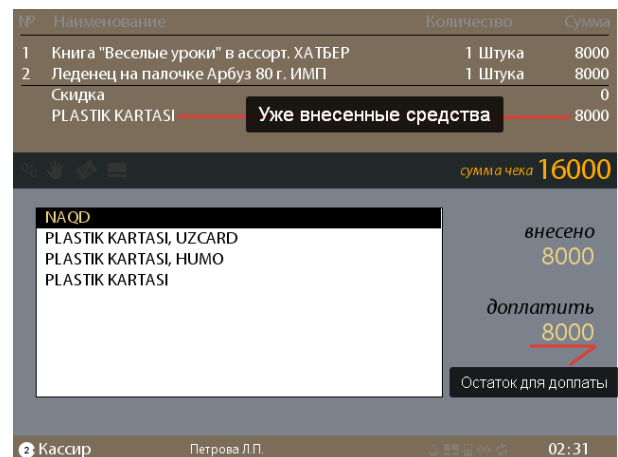 № Наименование Количество Сумма
1 Книга "Веселые уроки" в ассорт. ХАТБЕР 1 Штука 8000
2 Леденец на палочке Арбуз 80 г. ИМП 1 Штука 8000
Скидка 0
PLASTIK KARTASI Уже внесенные средства 8000
% сумма чека 16000
NAQD
PLASTIK KARTASI, UZCARD
PLASTIK KARTASI, HUMO
PLASTIK KARTASI
внесено
8000
доплатить
8000
Остаток для доплаты
2 Кассир Петрова Л.П. 02:31